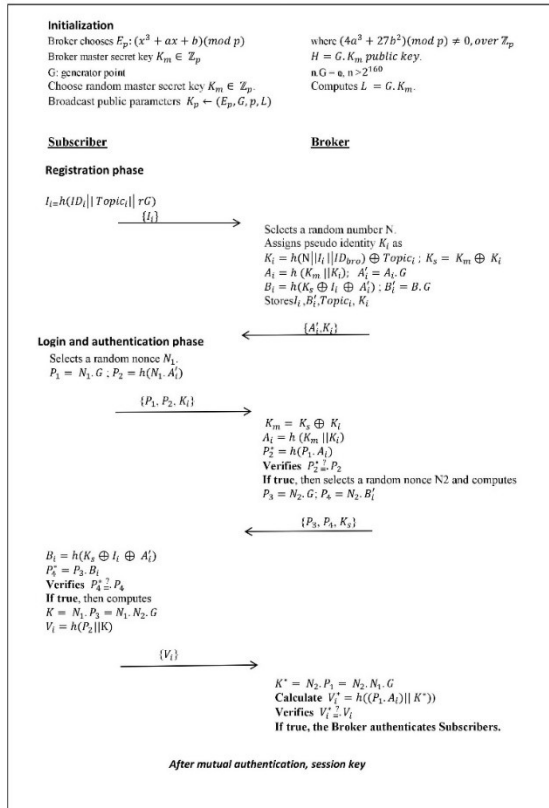 Initialization
Broker chooses E_p: (x^3 + ax + b)(mod p) where (4a^3 + 27b^2)(mod p) ≠ 0, over Z_p
Broker master secret key K_m ∈ Z_p H = G.K_m public key.
G: generator point n.G = o, n >2^160
Choose random master secret key K_m ∈ Z_p. Computes L = G.K_m.
Broadcast public parameters K_p ← (E_p, G, p, L)
Subscriber Broker
Registration phase
I_i=h(ID_i|| Topic_i|| rG)
{I_i}
Selects a random number N.
Assigns pseudo identity K_i as
K_i = h(N||I_i||ID_bro) ⊕ Topic_i ; K_s = K_m ⊕ K_i
A_i = h (K_m ||K_i); A'_i = A_i.G
B_i = h(K_s ⊕ I_i ⊕ A'_i) ; B'_i = B.G
StoresI_i,B'_i,Topic_i, K_i
{A'_i,K_i}
Login and authentication phase
Selects a random nonce N_1.
P_1 = N_1.G ; P_2 = h(N_1.A'_i)
{P_1, P_2, K_i}
K_m = K_s ⊕ K_i
A_i = h (K_m ||K_i)
P_2^* = h(P_1.A_i)
Verifies P_2^* ?= P_2
If true, then selects a random nonce N2 and computes
P_3 = N_2.G; P_4 = N_2.B'_i
{P_3, P_4, K_s}
B_i = h(K_s ⊕ I_i ⊕ A'_i)
P_4^* = P_3.B_i
Verifies P_4^* ?= P_4
If true, then computes
K = N_1.P_3 = N_1.N_2.G
V_i = h(P_2||K)
{V_i}
K^* = N_2.P_1 = N_2.N_1.G
Calculate V_i^* = h((P_1.A_i)|| K^*))
Verifies V_i^* ?= V_i
If true, the Broker authenticates Subscribers.
After mutual authentication, session key